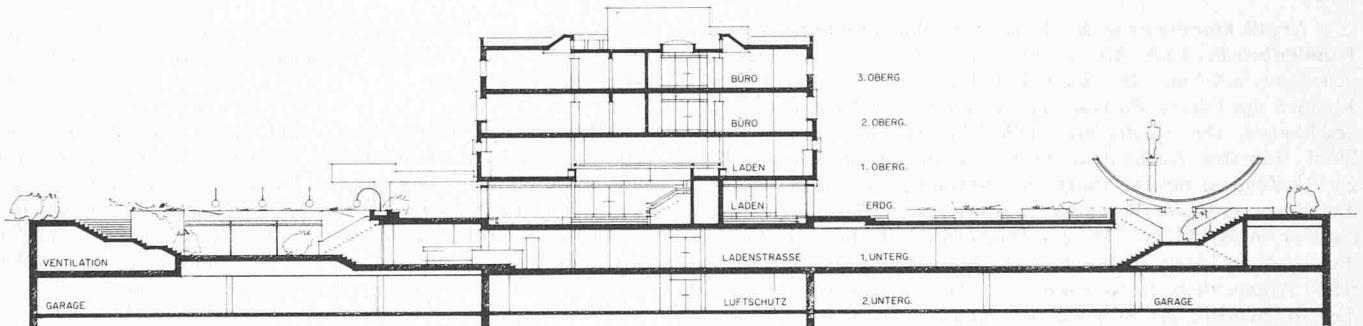 BÜRO 3. OBERG.
BÜRO 2. OBERG.
LADEN 1. OBERG.
LADEN ERDG.
VENTILATION LADENSTRASSE 1. UNTERG.
GARAGE LUFTSCHUTZ 2. UNTERG. GARAGE